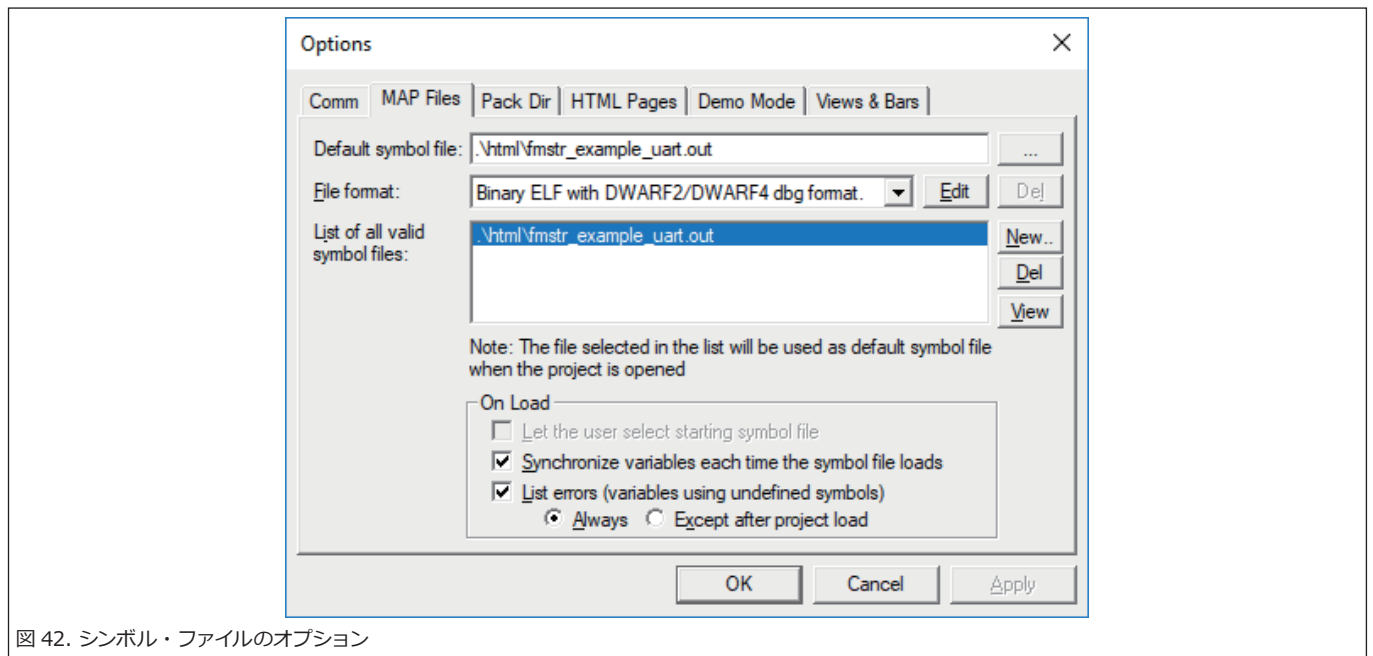 Options
Comm MAP Files Pack Dir HTML Pages Demo Mode Views & Bars
Default symbol file: .\html\fmstr_example_uart.out ...
File format: Binary ELF with DWARF2/DWARF4 dbg format. Edit Del
List of all valid
symbol files:
.\html\fmstr_example_uart.out
New..
Del
View
Note: The file selected in the list will be used as default symbol file
when the project is opened
On Load
Let the user select starting symbol file
Synchronize variables each time the symbol file loads
List errors (variables using undefined symbols)
Always Except after project load
OK Cancel Apply
図 42. シンボル・ファイルのオプション